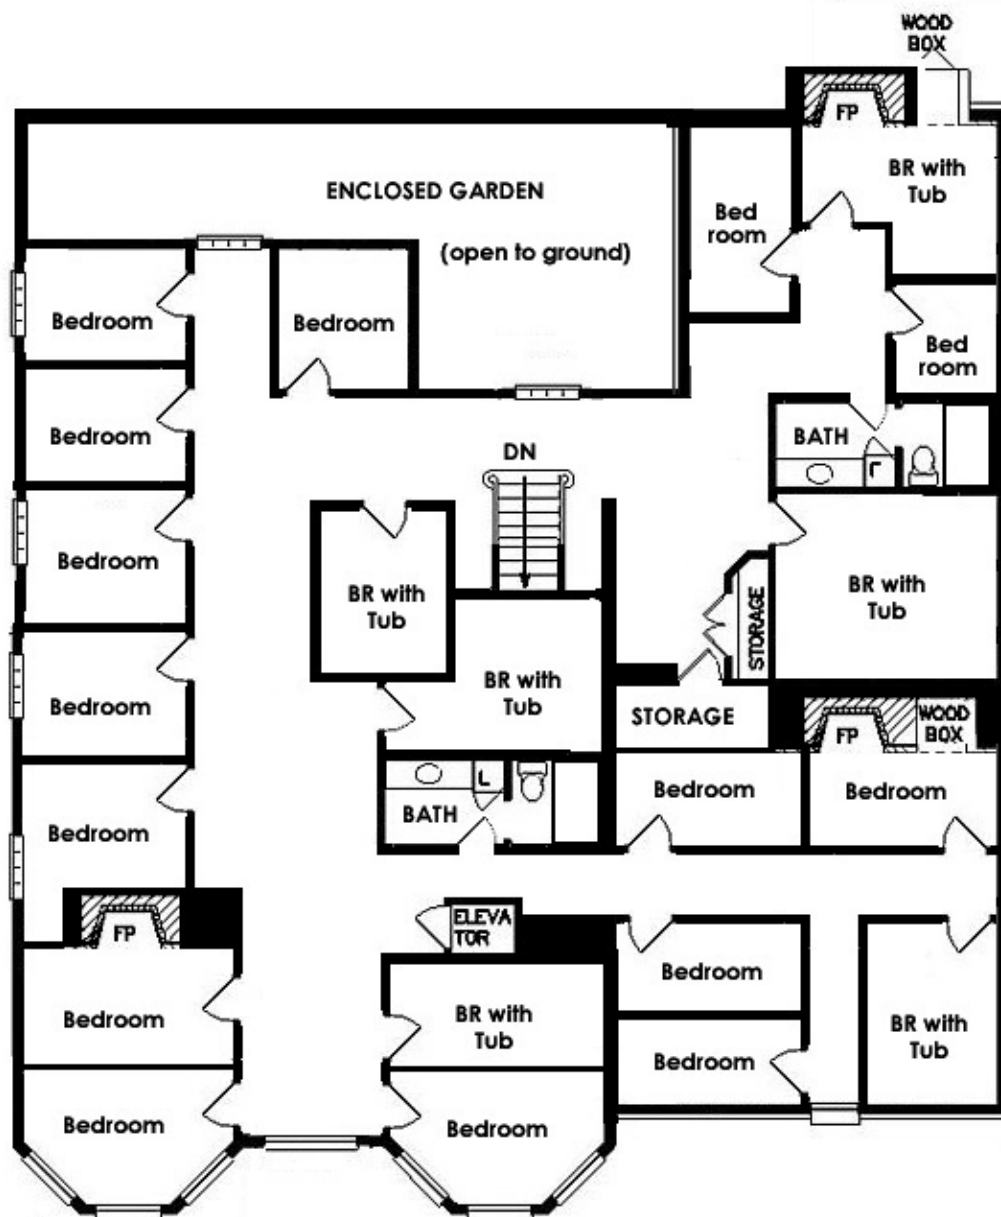 WOOD
BOX
FP
BR with
Tub
ENCLOSED GARDEN
Bed
room
(open to ground)
Bedroom
Bedroom
Bed
room
Bedroom
BATH
L
DN
Bedroom
BR with
Tub
BR with
Tub
STORAGE
Bedroom
BR with
Tub
STORAGE
WOOD
BOX
FP
L
BATH
Bedroom
Bedroom
Bedroom
FP
ELEVA
TOR
Bedroom
BR with
Tub
Bedroom
BR with
Tub
Bedroom
Bedroom
Bedroom